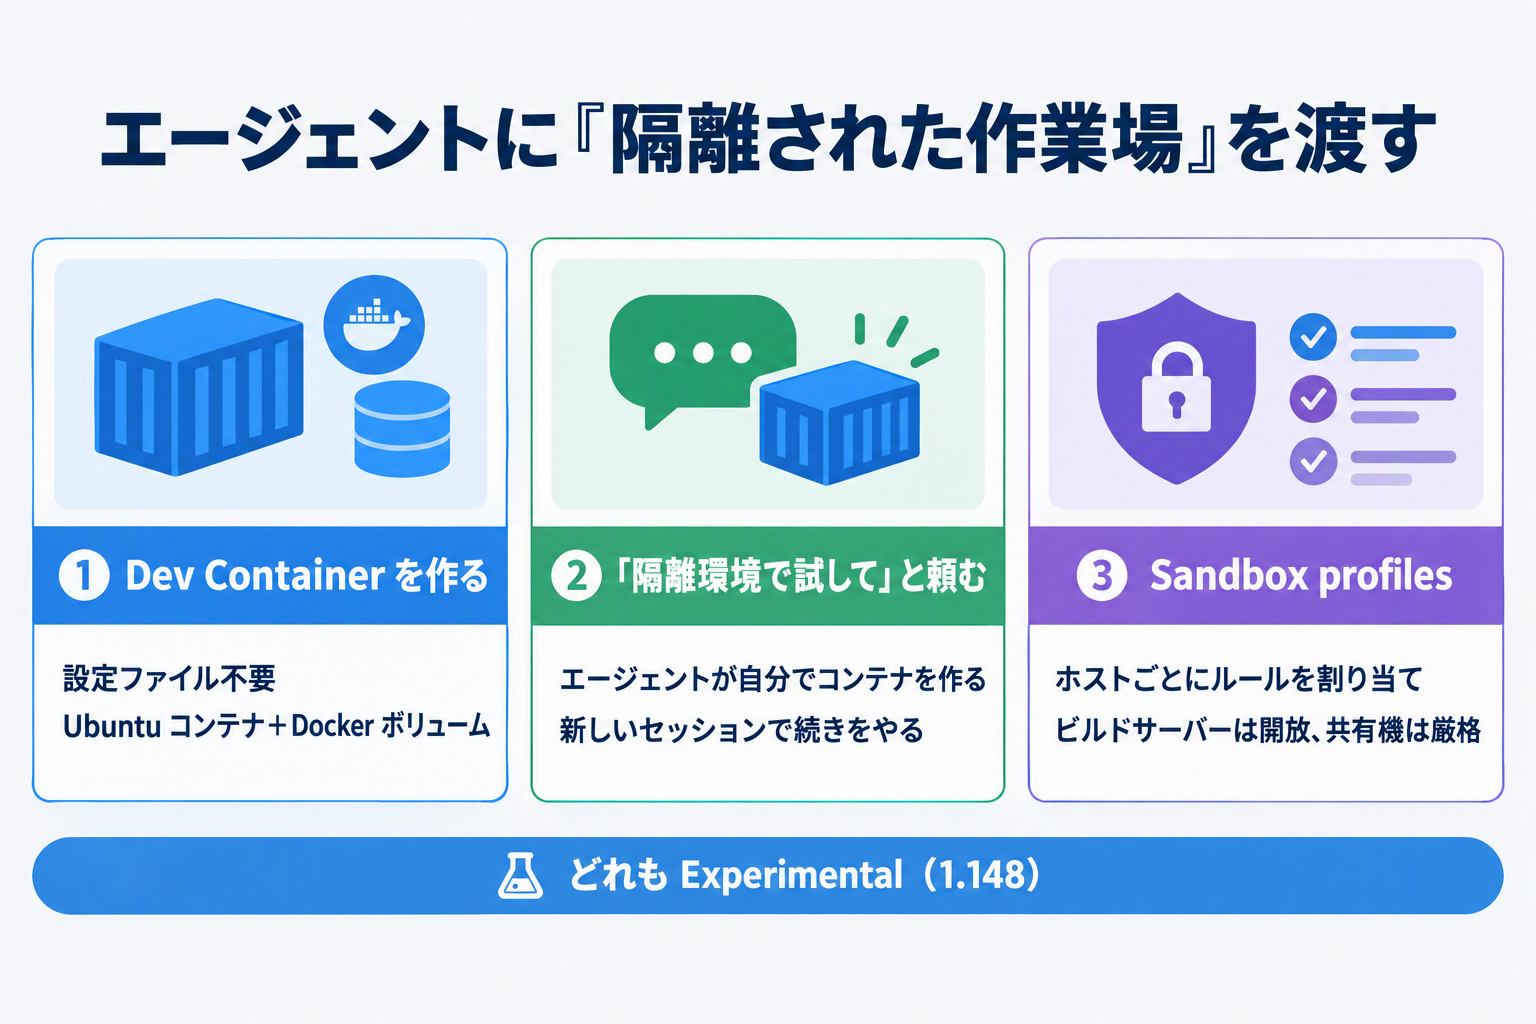 エージェントに『隔離された作業場』を渡す
1 Dev Container を作る
設定ファイル不要
Ubuntu コンテナ＋Docker ボリューム
2 「隔離環境で試して」と頼む
エージェントが自分でコンテナを作る
新しいセッションで続きをやる
3 Sandbox profiles
ホストごとにルールを割り当て
ビルドサーバーは開放、共有機は厳格
どれも Experimental（1.148）